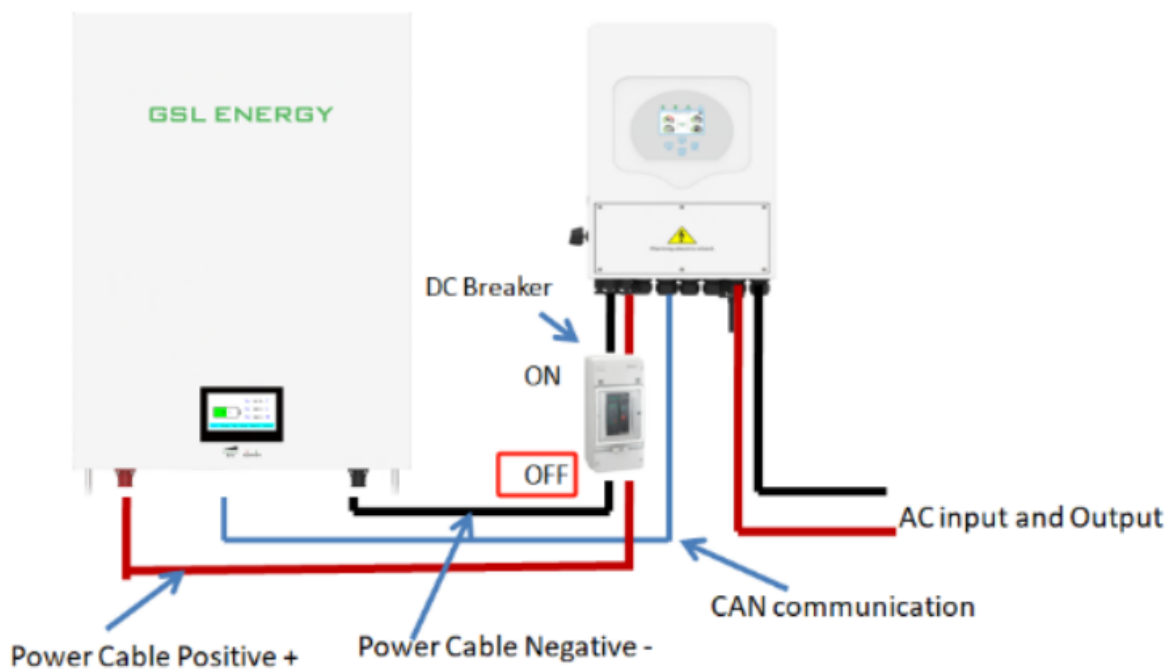 GSL ENERGY
DC Breaker
ON
OFF
AC input and Output
CAN communication
Power Cable Negative -
Power Cable Positive +